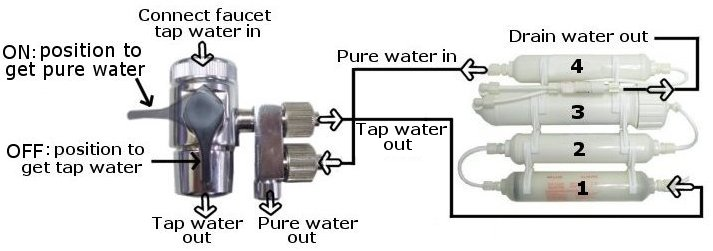 Connect faucet
tap water in
ON: position to
get pure water
OFF: position to
get tap water
Tap water
out
Pure water
out
Pure water in
Tap water
out
Drain water out
4
3
2
1